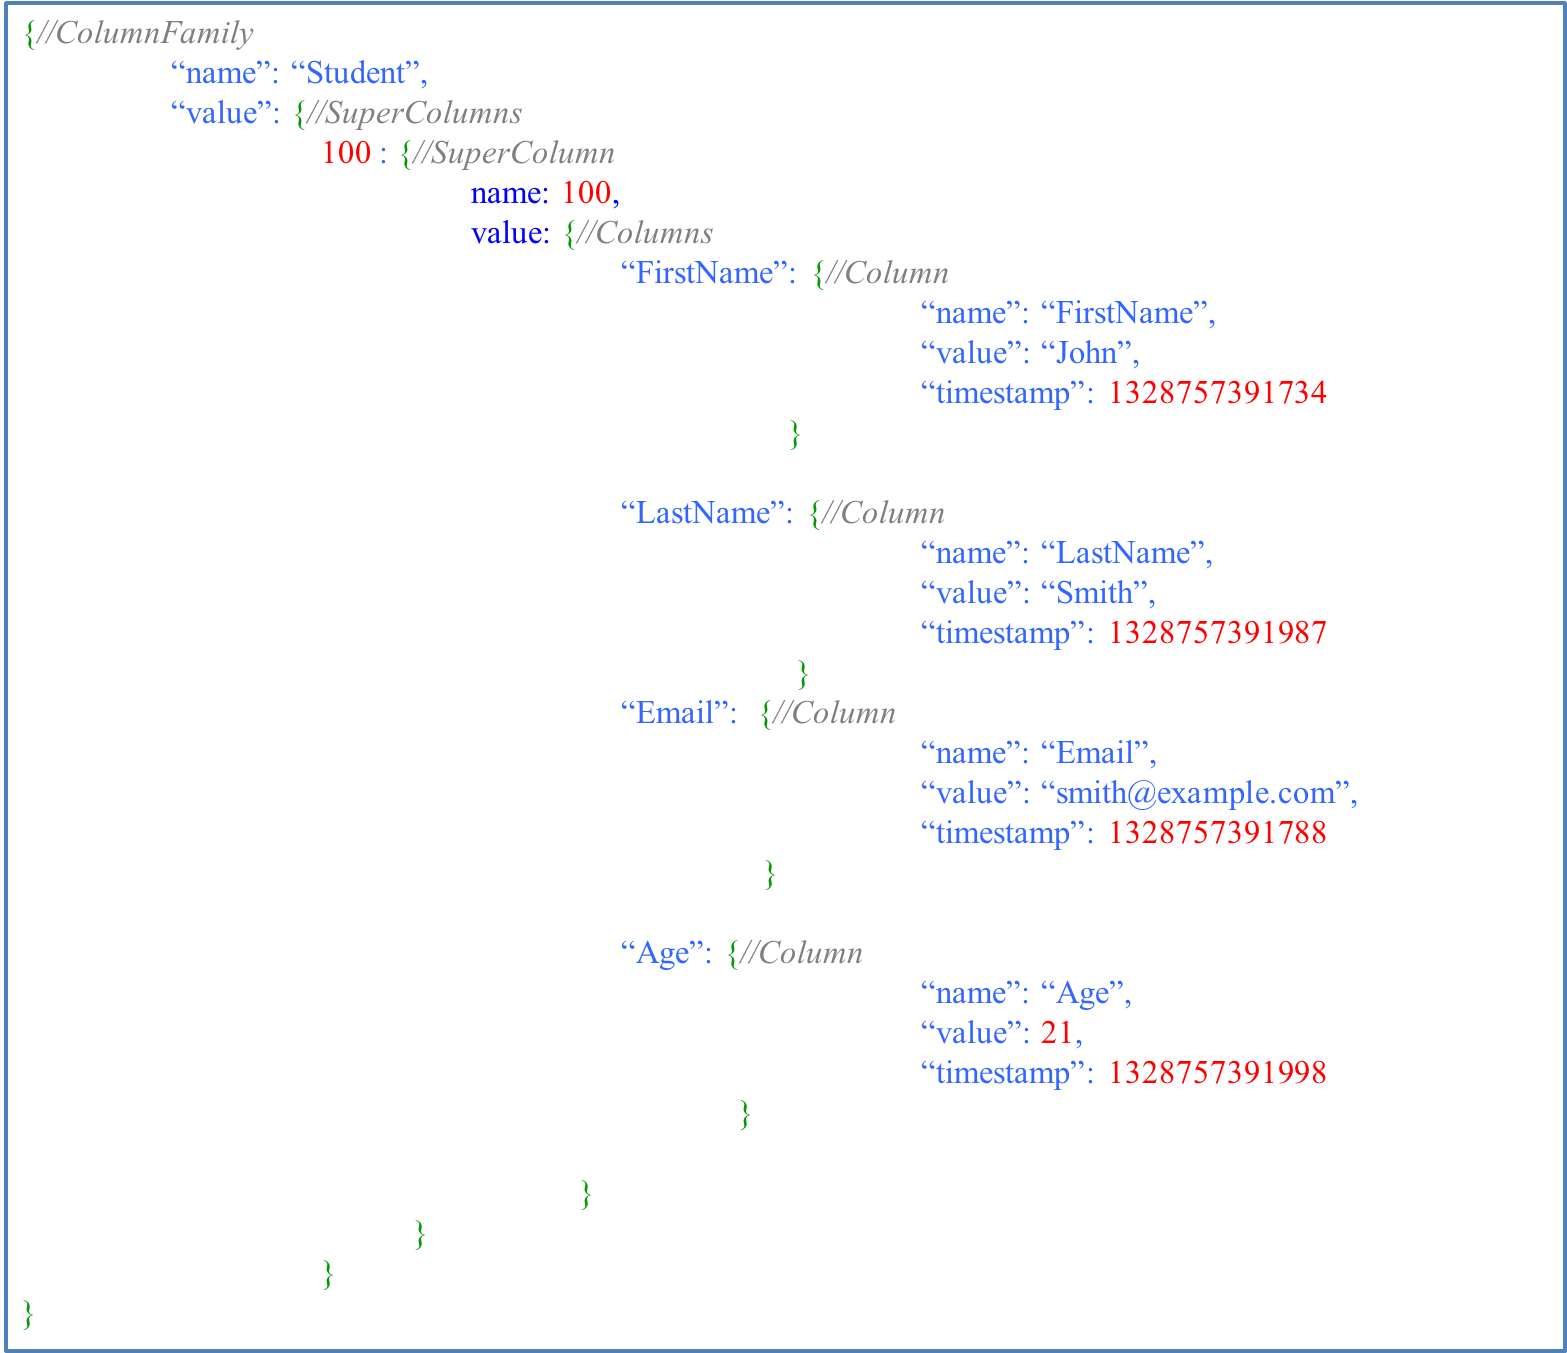 {//ColumnFamily
“name”: “Student”,
“value”: {//SuperColumns
100 : {//SuperColumn
name: 100,
value: {//Columns
“FirstName”: {//Column
“name”: “FirstName”,
“value”: “John”,
“timestamp”: 1328757391734
}
“LastName”: {//Column
“name”: “LastName”,
“value”: “Smith”,
“timestamp”: 1328757391987
}
“Email”: {//Column
“name”: “Email”,
“value”: “smith@example.com”,
“timestamp”: 1328757391788
}
“Age”: {//Column
“name”: “Age”,
“value”: 21,
“timestamp”: 1328757391998
}
}
}
}
}